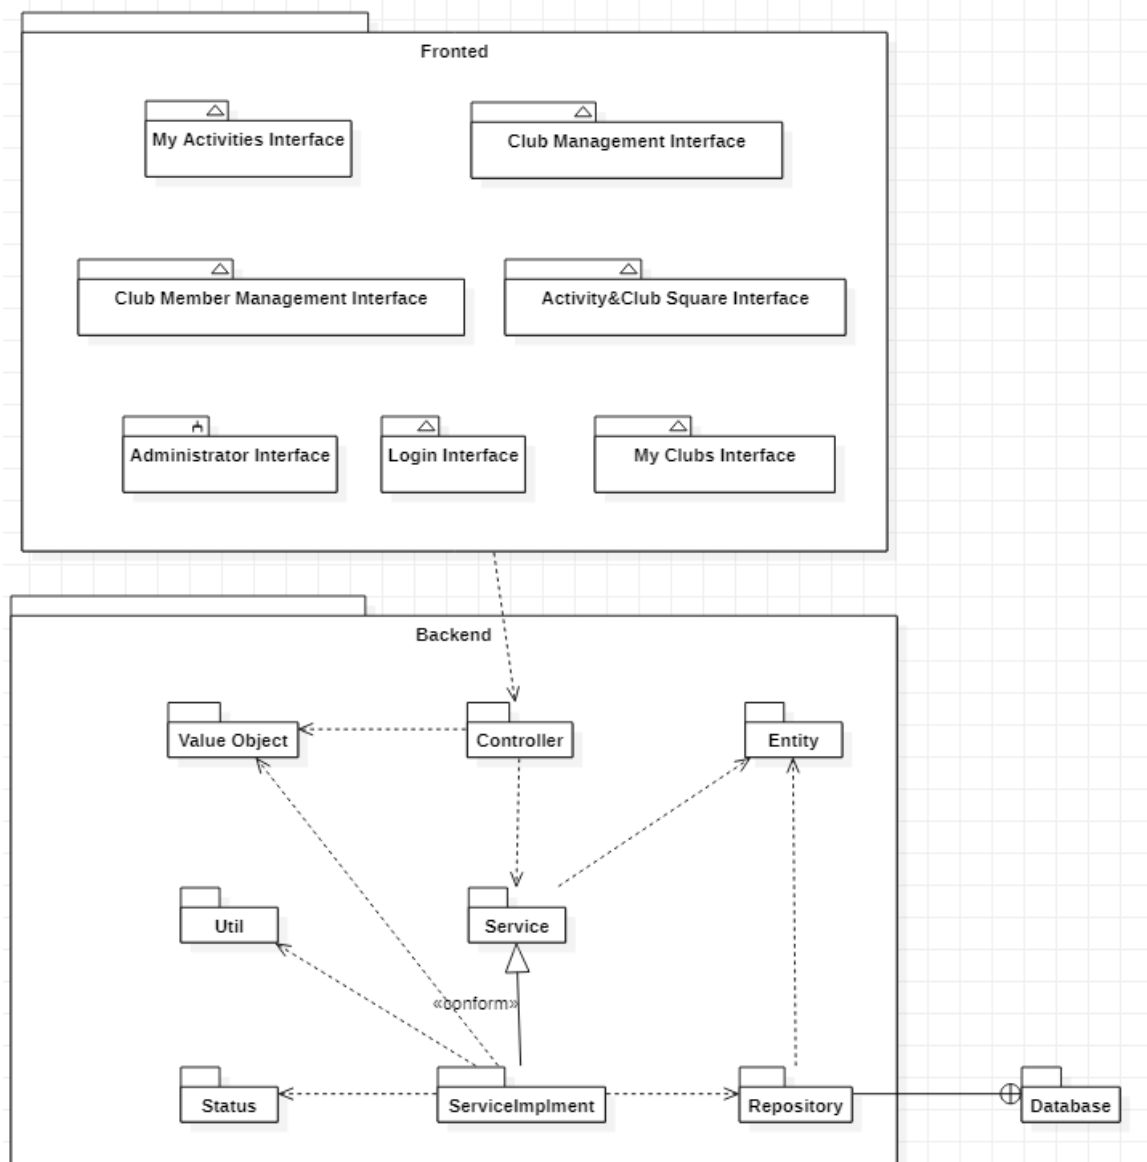 Fronted
My Activities Interface
Club Management Interface
Club Member Management Interface
Activity&Club Square Interface
Administrator Interface
Login Interface
My Clubs Interface
Backend
Value Object
Controller
Entity
Util
Service
«conform»
Status
ServiceImplment
Repository
Database